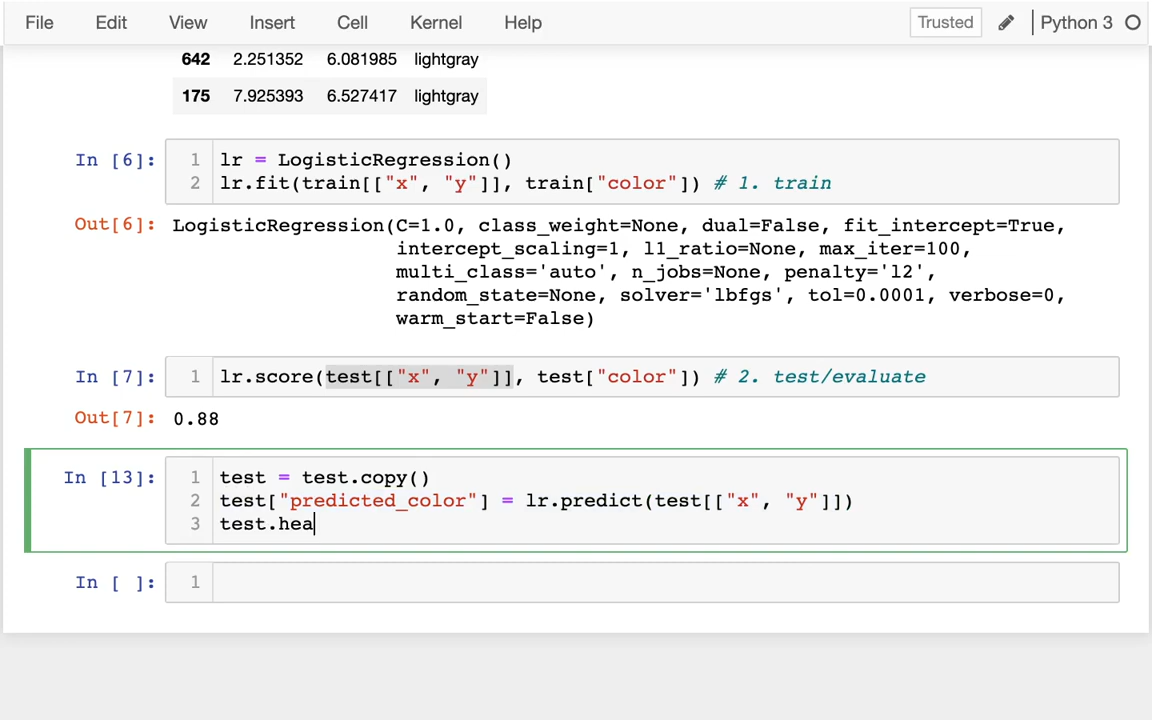 File Edit View Insert Cell Kernel Help Trusted Python 3
642 2.251352 6.081985 lightgray
175 7.925393 6.527417 lightgray
In [6]: 1 lr = LogisticRegression()
2 lr.fit(train[["x", "y"]], train["color"]) # 1. train
Out[6]: LogisticRegression(C=1.0, class_weight=None, dual=False, fit_intercept=True,
intercept_scaling=1, l1_ratio=None, max_iter=100,
multi_class='auto', n_jobs=None, penalty='l2',
random_state=None, solver='lbfgs', tol=0.0001, verbose=0,
warm_start=False)
In [7]: 1 lr.score(test[["x", "y"]], test["color"]) # 2. test/evaluate
Out[7]: 0.88
In [13]: 1 test = test.copy()
2 test["predicted_color"] = lr.predict(test[["x", "y"]])
3 test.hea
In [ ]: 1